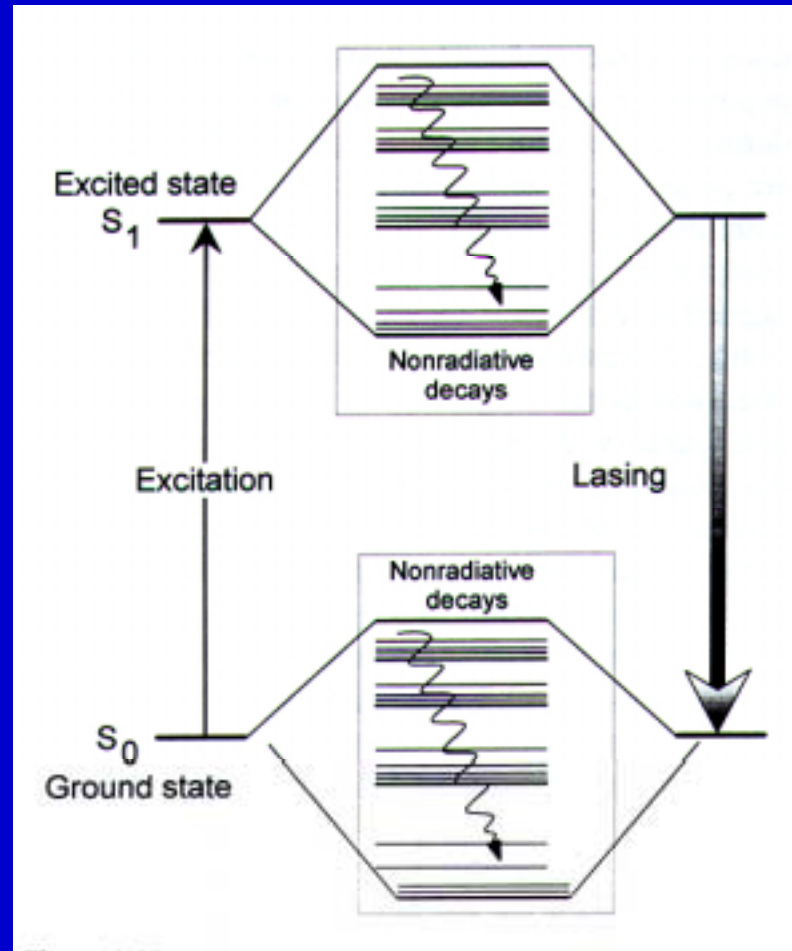 Excited state
S1
Nonradiative
decays
Excitation
Lasing
Nonradiative
decays
S0
Ground state